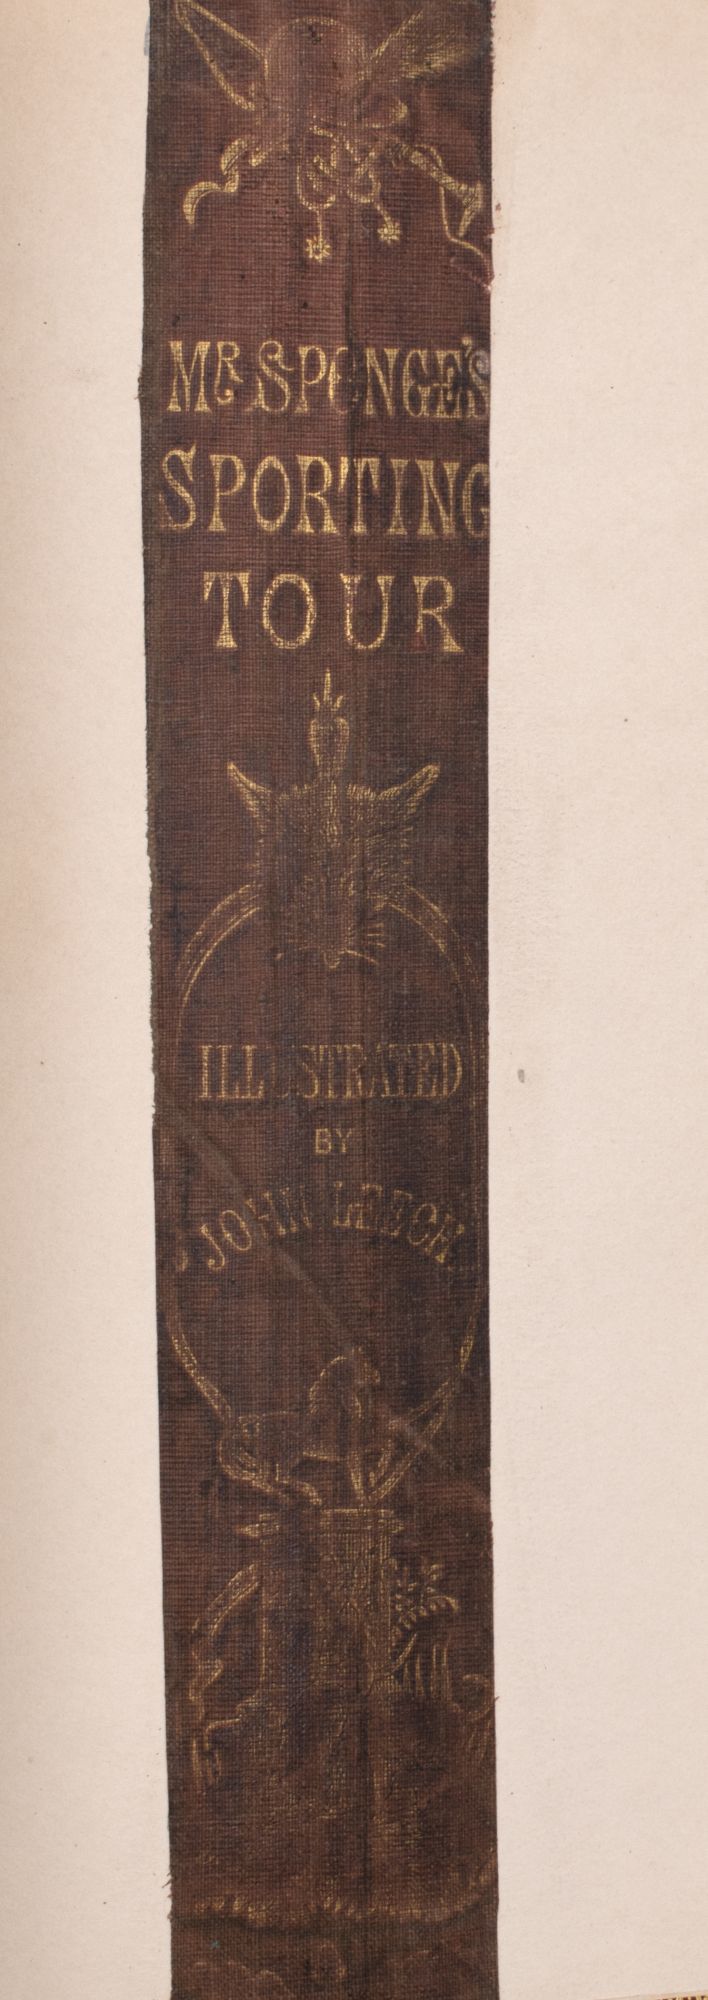 MR SPONGE'S
SPORTING
TOUR
ILLUSTRATED
BY
JOHN LEECH